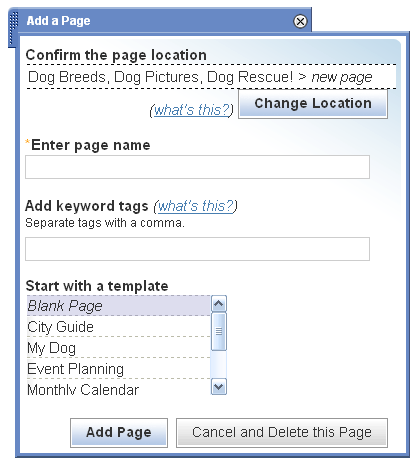 Add a Page
Confirm the page location
Dog Breeds, Dog Pictures, Dog Rescue! > new page
(what's this?) Change Location
*Enter page name
Add keyword tags (what's this?)
Separate tags with a comma.
Start with a template
Blank Page
City Guide
My Dog
Event Planning
Monthly Calendar
Add Page Cancel and Delete this Page